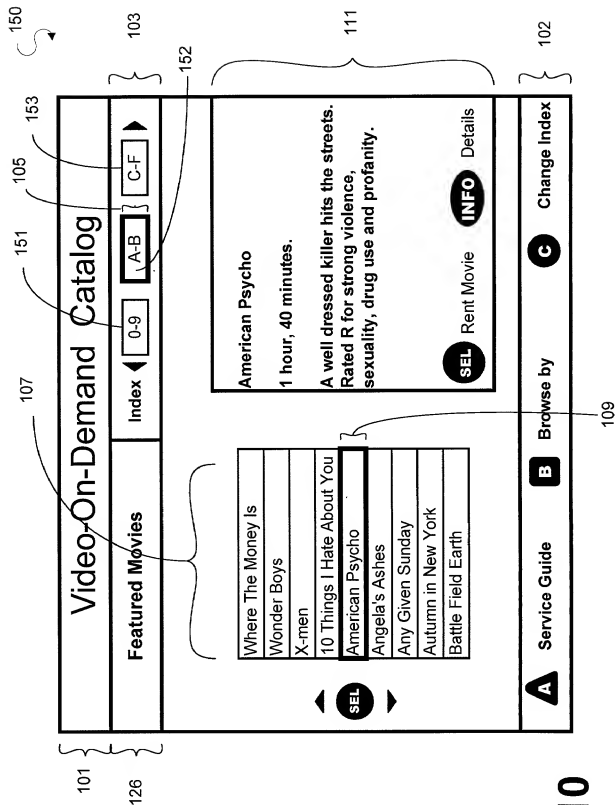 150
101
Video-On-Demand Catalog
126
Featured Movies
Index
0-9
A-B
C-F
151
105
153
103
152
107
Where The Money Is
Wonder Boys
X-men
10 Things I Hate About You
American Psycho
Angela's Ashes
Any Given Sunday
Autumn in New York
Battle Field Earth
SEL
109
American Psycho
1 hour, 40 minutes.
A well dressed killer hits the streets.
Rated R for strong violence,
sexuality, drug use and profanity.
SEL Rent Movie INFO Details
111
A Service Guide B Browse by C Change Index
102
10